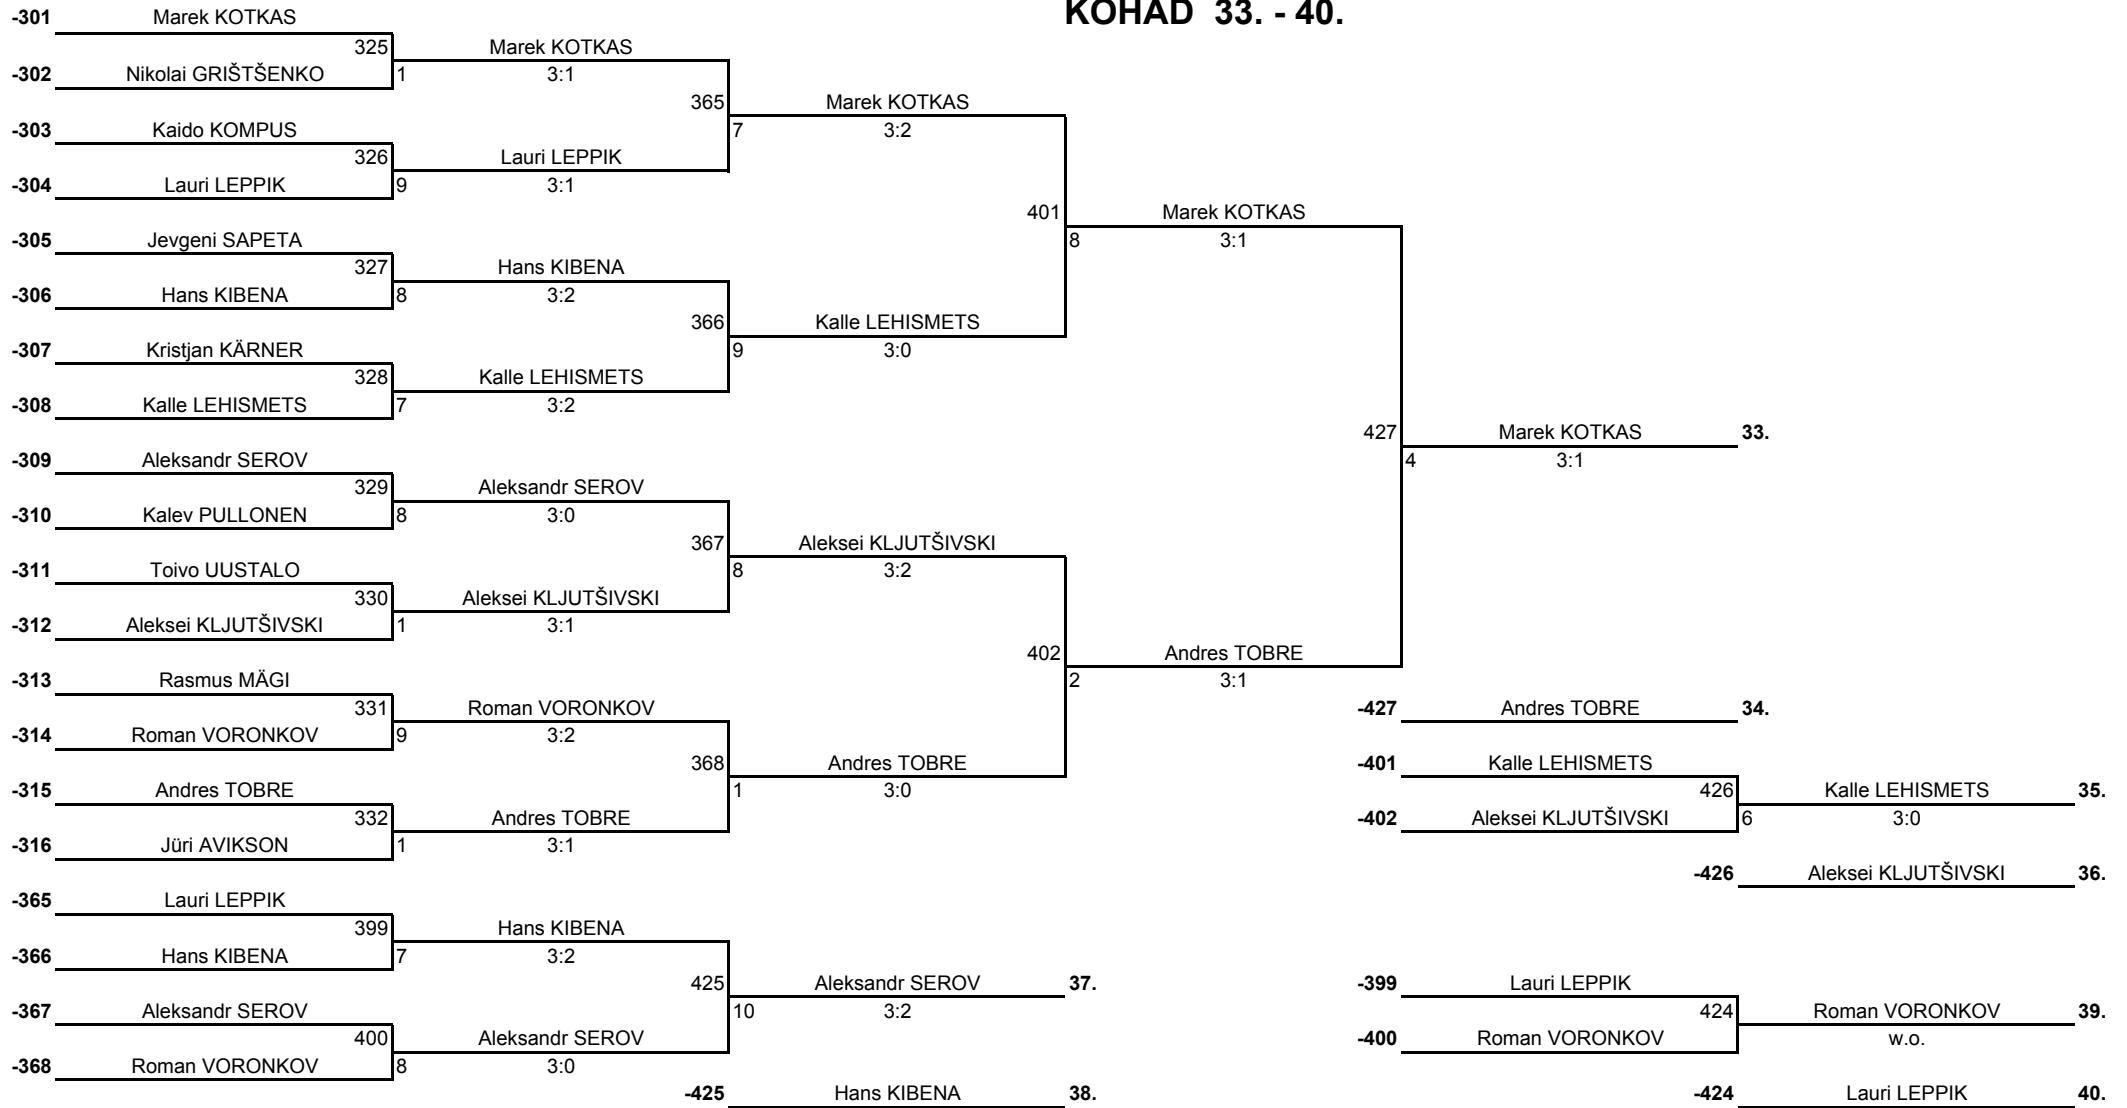 KOHAD 33. - 40.
-301 Marek KOTKAS
325 Marek KOTKAS
-302 Nikolai GRIŠTŠENKO 1 3:1
365 Marek KOTKAS
-303 Kaido KOMPUS 7 3:2
326 Lauri LEPPIK
-304 Lauri LEPPIK 9 3:1
401 Marek KOTKAS
-305 Jevgeni SAPETA 8 3:1
327 Hans KIBENA
-306 Hans KIBENA 8 3:2
366 Kalle LEHISMETS
-307 Kristjan KÄRNER 9 3:0
328 Kalle LEHISMETS
-308 Kalle LEHISMETS 7 3:2
427 Marek KOTKAS 33.
-309 Aleksandr SEROV 4 3:1
329 Aleksandr SEROV
-310 Kalev PULLONEN 8 3:0
367 Aleksei KLJUTŠIVSKI
-311 Toivo UUSTALO 8 3:2
330 Aleksei KLJUTŠIVSKI
-312 Aleksei KLJUTŠIVSKI 1 3:1
402 Andres TOBRE
-313 Rasmus MÄGI 2 3:1
331 Roman VORONKOV -427 Andres TOBRE 34.
-314 Roman VORONKOV 9 3:2
368 Andres TOBRE -401 Kalle LEHISMETS
-315 Andres TOBRE 1 3:0 426 Kalle LEHISMETS 35.
332 Andres TOBRE -402 Aleksei KLJUTŠIVSKI 6 3:0
-316 Jüri AVIKSON 1 3:1
-426 Aleksei KLJUTŠIVSKI 36.
-365 Lauri LEPPIK
399 Hans KIBENA
-366 Hans KIBENA 7 3:2
425 Aleksandr SEROV 37. -399 Lauri LEPPIK
-367 Aleksandr SEROV 10 3:2 424 Roman VORONKOV 39.
400 Aleksandr SEROV -400 Roman VORONKOV w.o.
-368 Roman VORONKOV 8 3:0
-425 Hans KIBENA 38. -424 Lauri LEPPIK 40.